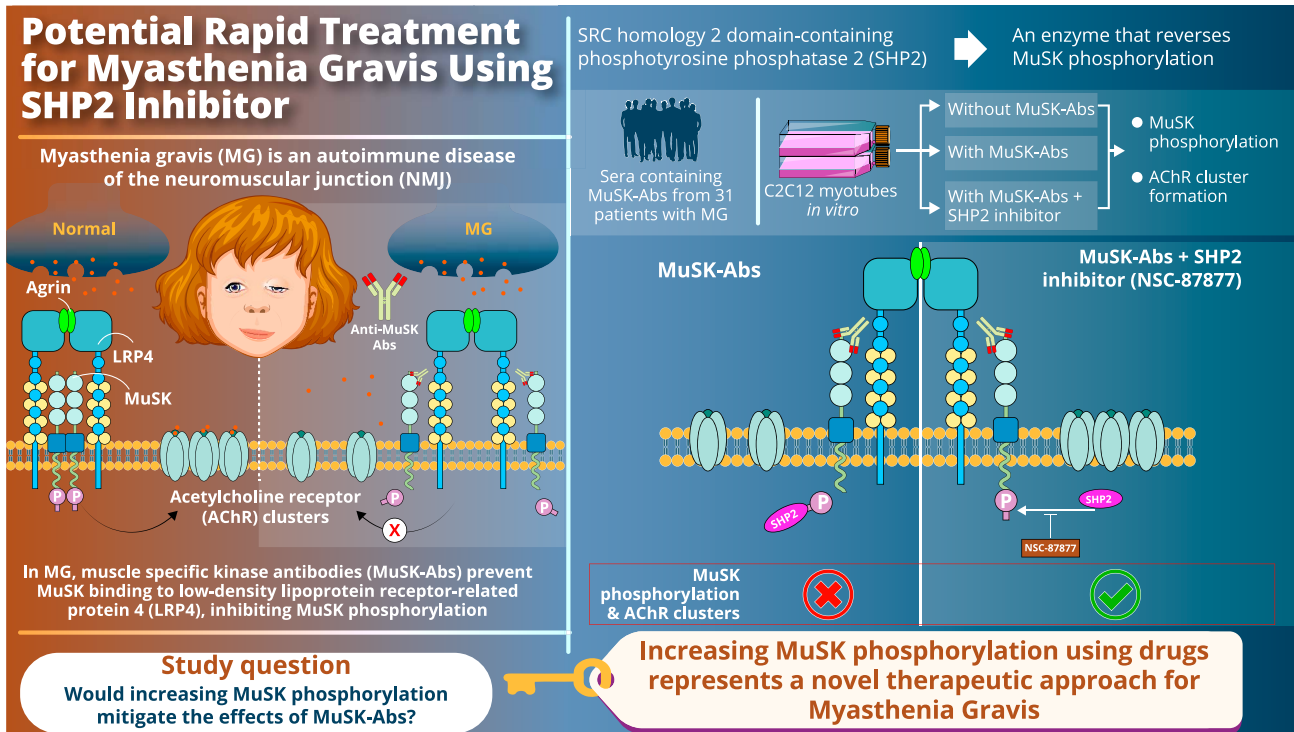 Potential Rapid Treatment
for Myasthenia Gravis Using
SHP2 Inhibitor
Myasthenia gravis (MG) is an autoimmune disease
of the neuromuscular junction (NMJ)
Normal
MG
Agrin
Anti-MuSK
Abs
LRP4
MuSK
P
P
P
P
Acetylcholine receptor
(AChR) clusters
X
In MG, muscle specific kinase antibodies (MuSK-Abs) prevent
MuSK binding to low-density lipoprotein receptor-related
protein 4 (LRP4), inhibiting MuSK phosphorylation
Study question
Would increasing MuSK phosphorylation
mitigate the effects of MuSK-Abs?
SRC homology 2 domain-containing
phosphotyrosine phosphatase 2 (SHP2)
An enzyme that reverses
MuSK phosphorylation
Sera containing
MuSK-Abs from 31
patients with MG
C2C12 myotubes
in vitro
Without MuSK-Abs
With MuSK-Abs
With MuSK-Abs +
SHP2 inhibitor
MuSK
phosphorylation
AChR cluster
formation
MuSK-Abs
MuSK-Abs + SHP2
inhibitor (NSC-87877)
SHP2
P
P
SHP2
NSC-87877
MuSK
phosphorylation
& AChR clusters
Increasing MuSK phosphorylation using drugs
represents a novel therapeutic approach for
Myasthenia Gravis